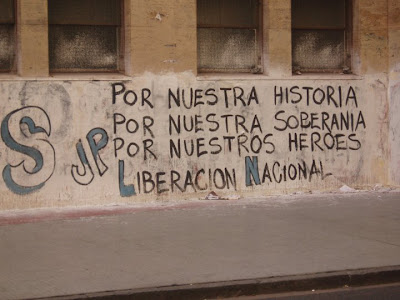 POR NUESTRA HISTORIA
POR NUESTRA SOBERANIA
POR NUESTROS HEROES
LIBERACION NACIONAL
S JP